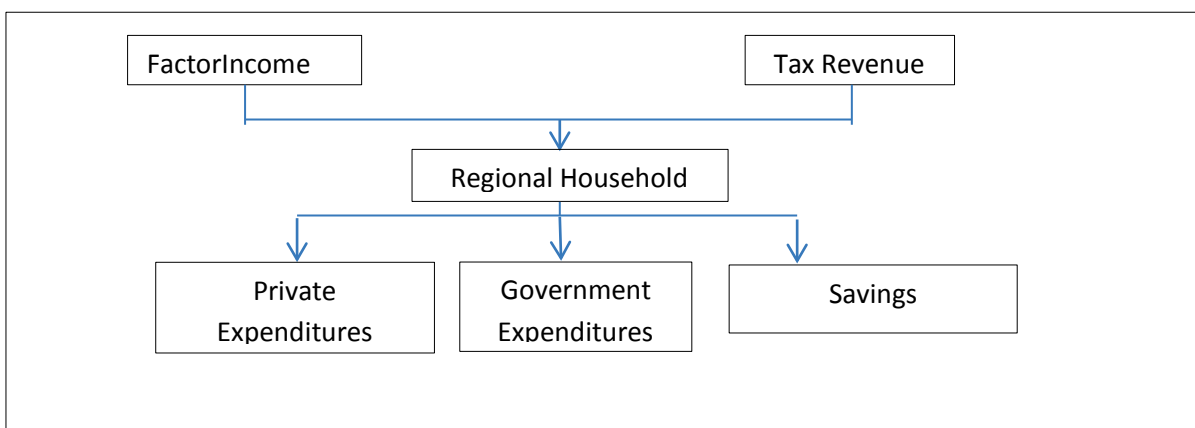 FactorIncome
Tax Revenue
Regional Household
Private
Expenditures
Government
Expenditures
Savings